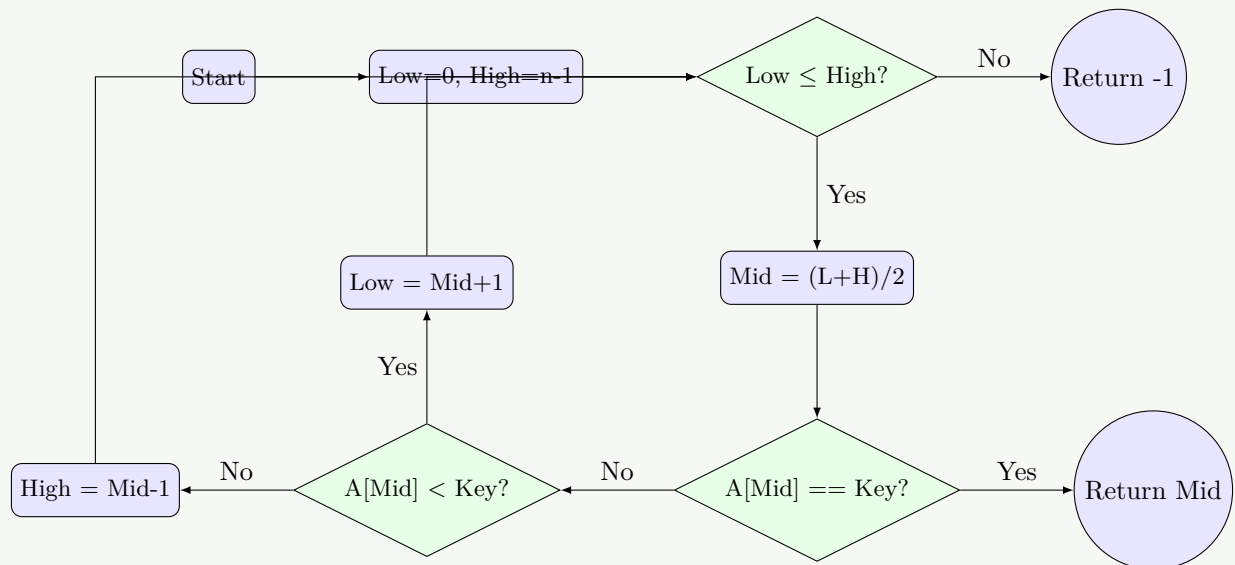 Start
Low=0, High=n-1
Low ≤ High?
No
Return -1
Yes
Low = Mid+1
Mid = (L+H)/2
Yes
High = Mid-1
No
A[Mid] < Key?
No
A[Mid] == Key?
Yes
Return Mid